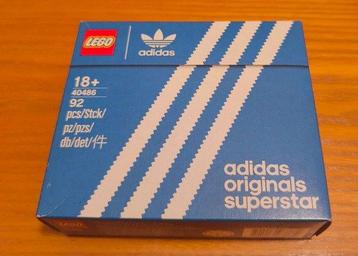 LEGO
adidas
18+
40486
92
pcs/Stck/
pz/pzs/
db/det/件
adidas
originals
superstar